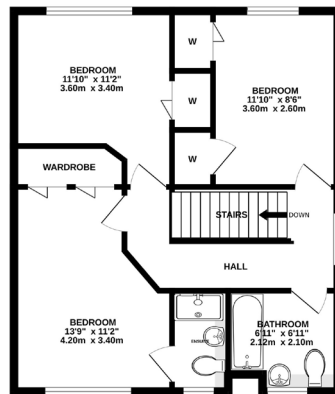 W
BEDROOM
11'10" x 11'2"
3.60m x 3.40m
W
BEDROOM
11'10" x 8'6"
3.60m x 2.60m
W
WARDROBE
STAIRS
DOWN
HALL
BEDROOM
13'9" x 11'2"
4.20m x 3.40m
ENSUITE
BATHROOM
6'11" x 6'11"
2.12m x 2.10m